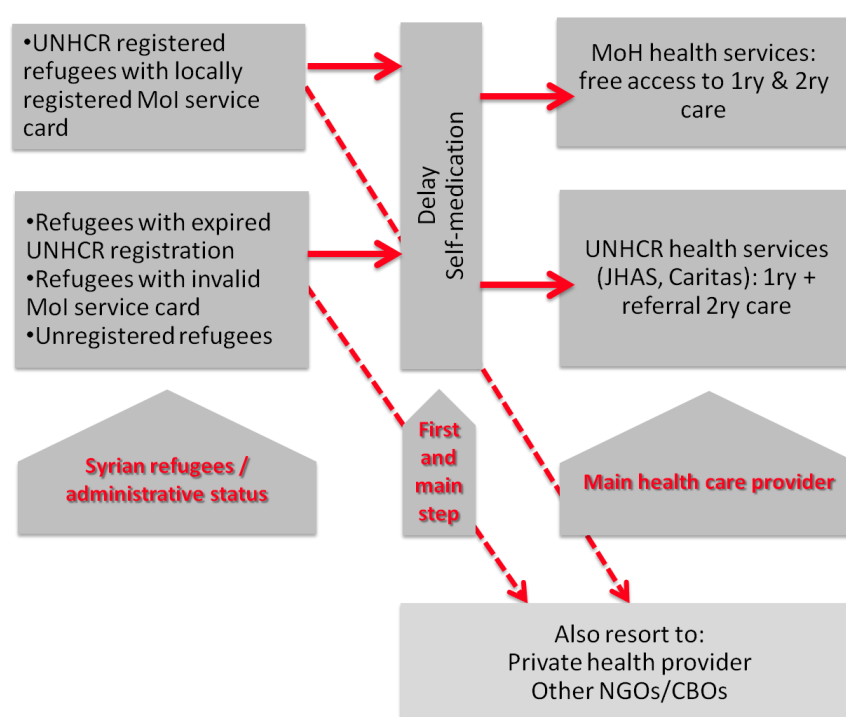 •UNHCR registered
refugees with locally
registered MoI service
card
Delay
Self-medication
MoH health services:
free access to 1ry & 2ry
care
•Refugees with expired
UNHCR registration
•Refugees with invalid
MoI service card
•Unregistered refugees
UNHCR health services
(JHAS, Caritas): 1ry +
referral 2ry care
Syrian refugees /
administrative status
First
and
main
step
Main health care provider
Also resort to:
Private health provider
Other NGOs/CBOs